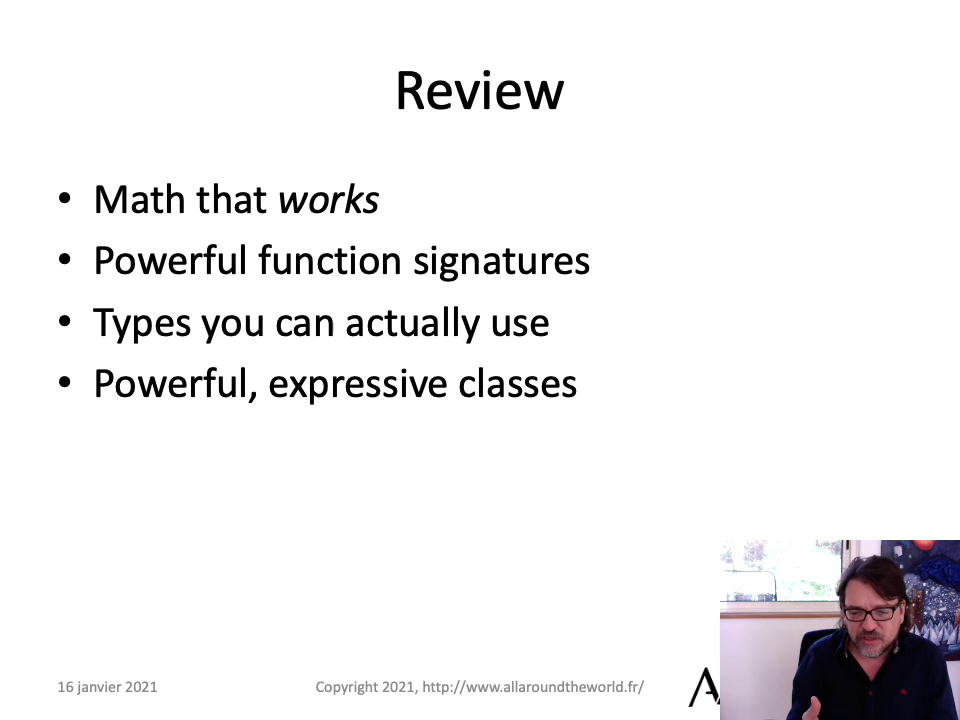 Review
• Math that works
• Powerful function signatures
• Types you can actually use
• Powerful, expressive classes
16 janvier 2021
Copyright 2021, http://www.allaroundtheworld.fr/